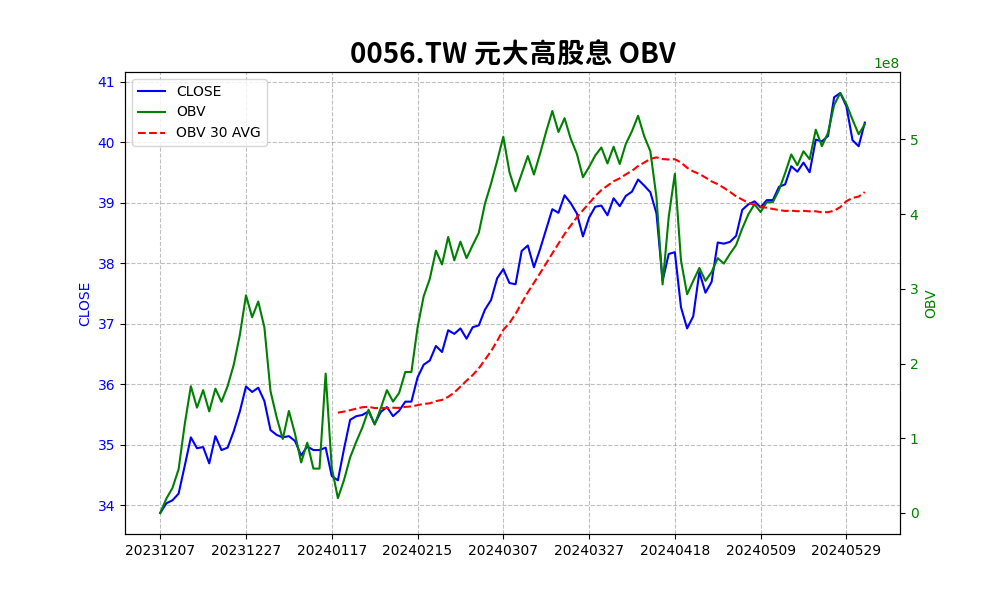 0056.TW 元大高股息 OBV
1e8
CLOSE
OBV
OBV 30 AVG
41
40
39
38
37
36
35
34
CLOSE
5
4
3
2
1
0
OBV
20231207 20231227 20240117 20240215 20240307 20240327 20240418 20240509 20240529